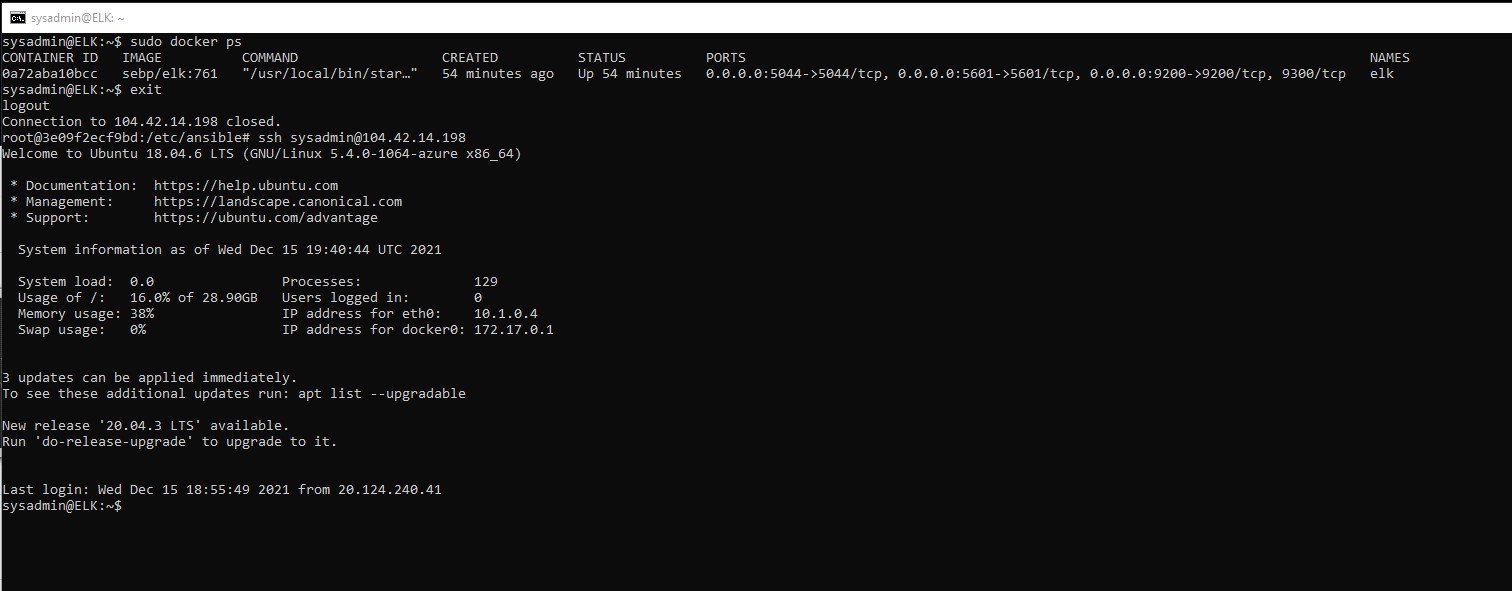 sysadmin@ELK: ~
sysadmin@ELK:~$ sudo docker ps
CONTAINER ID   IMAGE          COMMAND                  CREATED          STATUS          PORTS                                                                              NAMES
0a72aba10bcc   sebp/elk:761   "/usr/local/bin/star…"   54 minutes ago   Up 54 minutes   0.0.0.0:5044->5044/tcp, 0.0.0.0:5601->5601/tcp, 0.0.0.0:9200->9200/tcp, 9300/tcp   elk
sysadmin@ELK:~$ exit
logout
Connection to 104.42.14.198 closed.
root@3e09f2ecf9bd:/etc/ansible# ssh sysadmin@104.42.14.198
Welcome to Ubuntu 18.04.6 LTS (GNU/Linux 5.4.0-1064-azure x86_64)
 * Documentation:  https://help.ubuntu.com
 * Management:     https://landscape.canonical.com
 * Support:        https://ubuntu.com/advantage
  System information as of Wed Dec 15 19:40:44 UTC 2021
  System load:  0.0                Processes:              129
  Usage of /:   16.0% of 28.90GB   Users logged in:        0
  Memory usage: 38%                IP address for eth0:    10.1.0.4
  Swap usage:   0%                 IP address for docker0: 172.17.0.1
3 updates can be applied immediately.
To see these additional updates run: apt list --upgradable
New release '20.04.3 LTS' available.
Run 'do-release-upgrade' to upgrade to it.
Last login: Wed Dec 15 18:55:49 2021 from 20.124.240.41
sysadmin@ELK:~$